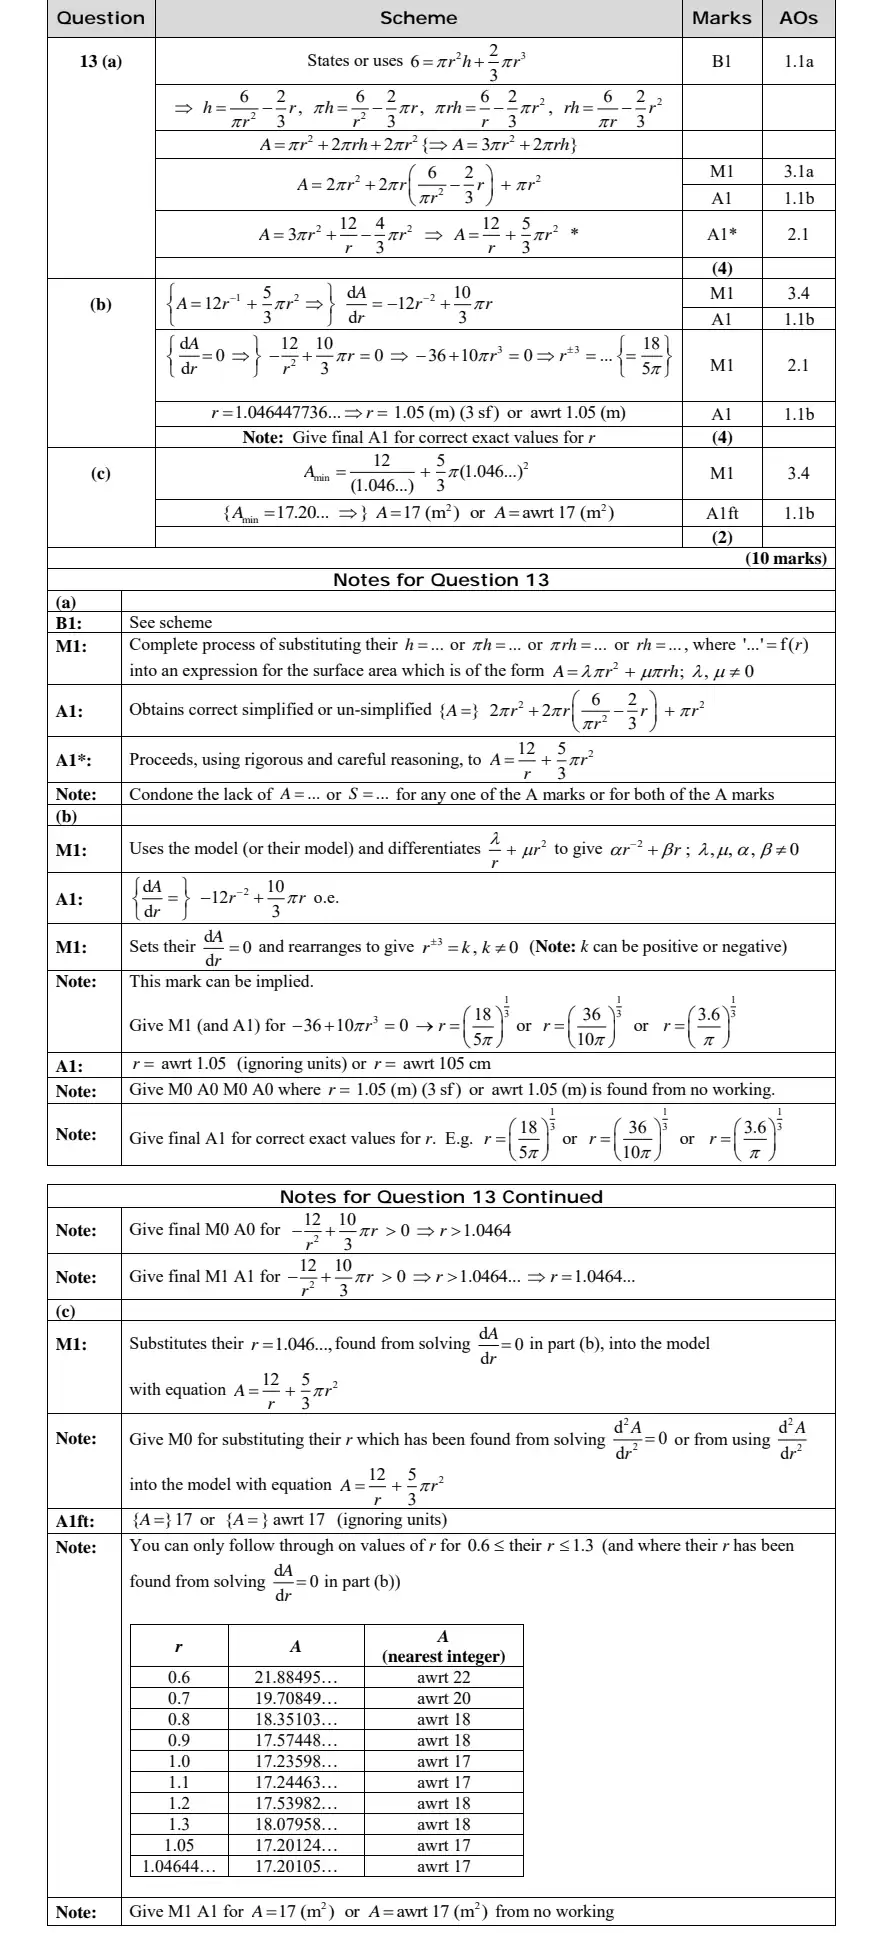 Question Scheme Marks AOs
13 (a) States or uses 6 = πr²h + 2/3 πr³ B1 1.1a
⇒ h = 6/πr² − 2/3 r, πh = 6/r² − 2/3 πr, πrh = 6/r − 2/3 πr², rh = 6/πr − 2/3 r²
A = πr² + 2πrh + 2πr² {⇒ A = 3πr² + 2πrh}
A = 2πr² + 2πr(6/πr² − 2/3 r) + πr² M1 3.1a
A1 1.1b
A = 3πr² + 12/r − 4/3 πr² ⇒ A = 12/r + 5/3 πr² * A1* 2.1
(4)
(b) {A = 12r⁻¹ + 5/3 πr² ⇒} dA/dr = −12r⁻² + 10/3 πr M1 3.4
A1 1.1b
{dA/dr = 0 ⇒} −12/r² + 10/3 πr = 0 ⇒ −36 + 10πr³ = 0 ⇒ r^±3 = ... {= 18/5π} M1 2.1
r = 1.046447736... ⇒ r = 1.05 (m) (3 sf) or awrt 1.05 (m) A1 1.1b
Note: Give final A1 for correct exact values for r (4)
(c) Amin = 12/(1.046...) + 5/3 π(1.046...)² M1 3.4
{Amin = 17.20... ⇒} A = 17 (m²) or A = awrt 17 (m²) A1ft 1.1b
(2)
(10 marks)
Notes for Question 13
(a)
B1: See scheme
M1: Complete process of substituting their h = ... or πh = ... or πrh = ... or rh = ..., where '...' = f(r)
into an expression for the surface area which is of the form A = λπr² + μπrh; λ, μ ≠ 0
A1: Obtains correct simplified or un-simplified {A =} 2πr² + 2πr(6/πr² − 2/3 r) + πr²
A1*: Proceeds, using rigorous and careful reasoning, to A = 12/r + 5/3 πr²
Note: Condone the lack of A = ... or S = ... for any one of the A marks or for both of the A marks
(b)
M1: Uses the model (or their model) and differentiates λ/r + μr² to give αr⁻² + βr ; λ, μ, α, β ≠ 0
A1: {dA/dr =} −12r⁻² + 10/3 πr o.e.
M1: Sets their dA/dr = 0 and rearranges to give r^±3 = k, k ≠ 0 (Note: k can be positive or negative)
Note: This mark can be implied.
Give M1 (and A1) for −36 + 10πr³ = 0 → r = (18/5π)^1/3 or r = (36/10π)^1/3 or r = (3.6/π)^1/3
A1: r = awrt 1.05 (ignoring units) or r = awrt 105 cm
Note: Give M0 A0 M0 A0 where r = 1.05 (m) (3 sf) or awrt 1.05 (m) is found from no working.
Note: Give final A1 for correct exact values for r. E.g. r = (18/5π)^1/3 or r = (36/10π)^1/3 or r = (3.6/π)^1/3
Notes for Question 13 Continued
Note: Give final M0 A0 for −12/r² + 10/3 πr > 0 ⇒ r > 1.0464
Note: Give final M1 A1 for −12/r² + 10/3 πr > 0 ⇒ r > 1.0464... ⇒ r = 1.0464...
(c)
M1: Substitutes their r = 1.046..., found from solving dA/dr = 0 in part (b), into the model
with equation A = 12/r + 5/3 πr²
Note: Give M0 for substituting their r which has been found from solving d²A/dr² = 0 or from using d²A/dr²
into the model with equation A = 12/r + 5/3 πr²
A1ft: {A =} 17 or {A = } awrt 17 (ignoring units)
Note: You can only follow through on values of r for 0.6 ≤ their r ≤ 1.3 (and where their r has been
found from solving dA/dr = 0 in part (b))
r A A
(nearest integer)
0.6 21.88495… awrt 22
0.7 19.70849… awrt 20
0.8 18.35103… awrt 18
0.9 17.57448… awrt 18
1.0 17.23598… awrt 17
1.1 17.24463… awrt 17
1.2 17.53982… awrt 18
1.3 18.07958… awrt 18
1.05 17.20124… awrt 17
1.04644… 17.20105… awrt 17
Note: Give M1 A1 for A = 17 (m²) or A = awrt 17 (m²) from no working